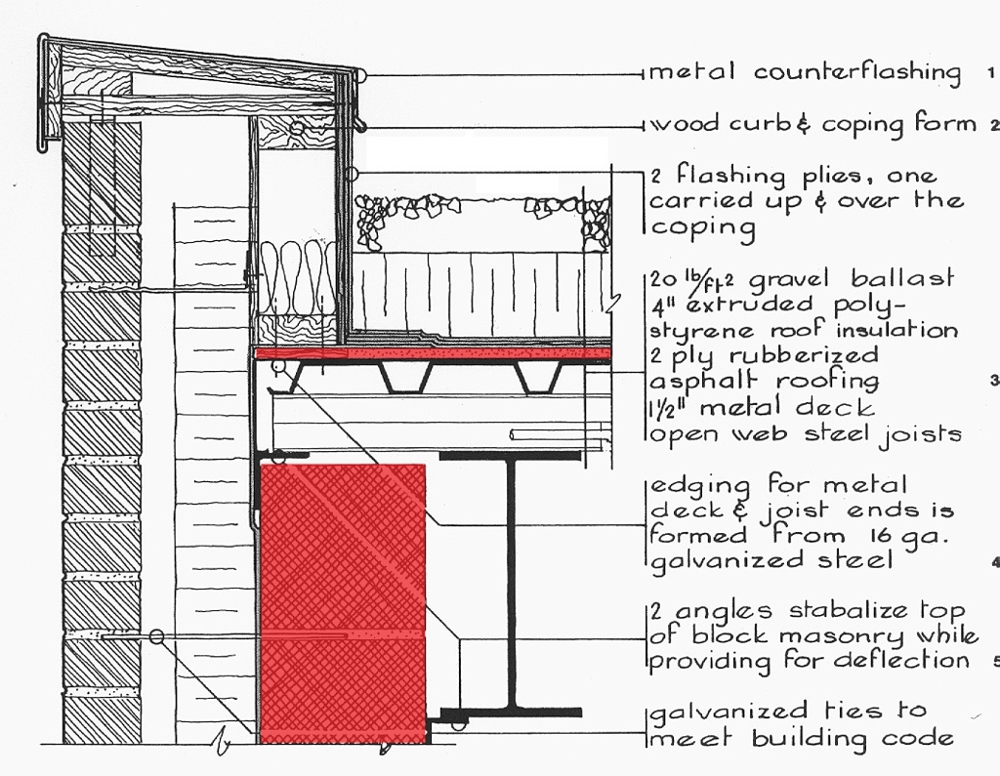 metal counterflashing 1
wood curb & coping form 2
2 flashing plies, one
carried up & over the
coping
20 lb/ft2 gravel ballast
4" extruded poly-
styrene roof insulation
2 ply rubberized
asphalt roofing 3
1 1/2" metal deck
open web steel joists
edging for metal
deck & joist ends is
formed from 16 ga.
galvanized steel 4
2 angles stabalize top
of block masonry while
providing for deflection 5
galvanized ties to
meet building code